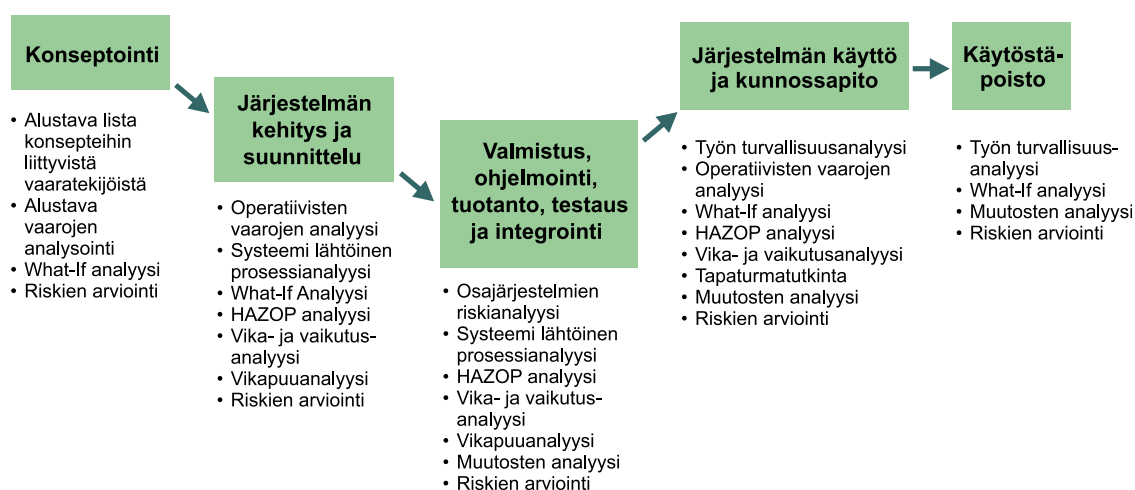 Konseptointi
• Alustava lista
konsepteihin
liittyvistä
vaaratekijöistä
• Alustava
vaarojen
analysointi
• What-If analyysi
• Riskien arviointi
Järjestelmän
kehitys ja
suunnittelu
• Operatiivisten
vaarojen analyysi
• Systeemi lähtöinen
prosessianalyysi
• What-If Analyysi
• HAZOP analyysi
• Vika- ja vaikutus-
analyysi
• Vikapuuanalyysi
• Riskien arviointi
Valmistus,
ohjelmointi,
tuotanto, testaus
ja integrointi
• Osajärjestelmien
riskianalyysi
• Systeemi lähtöinen
prosessianalyysi
• HAZOP analyysi
• Vika- ja vaikutus-
analyysi
• Vikapuuanalyysi
• Muutosten analyysi
• Riskien arviointi
Järjestelmän käyttö
ja kunnossapito
• Työn turvallisuusanalyysi
• Operatiivisten vaarojen
analyysi
• What-If analyysi
• HAZOP analyysi
• Vika- ja vaikutusanalyysi
• Tapaturmatutkinta
• Muutosten analyysi
• Riskien arviointi
Käytöstä-
poisto
• Työn turvallisuus-
analyysi
• What-If analyysi
• Muutosten analyysi
• Riskien arviointi